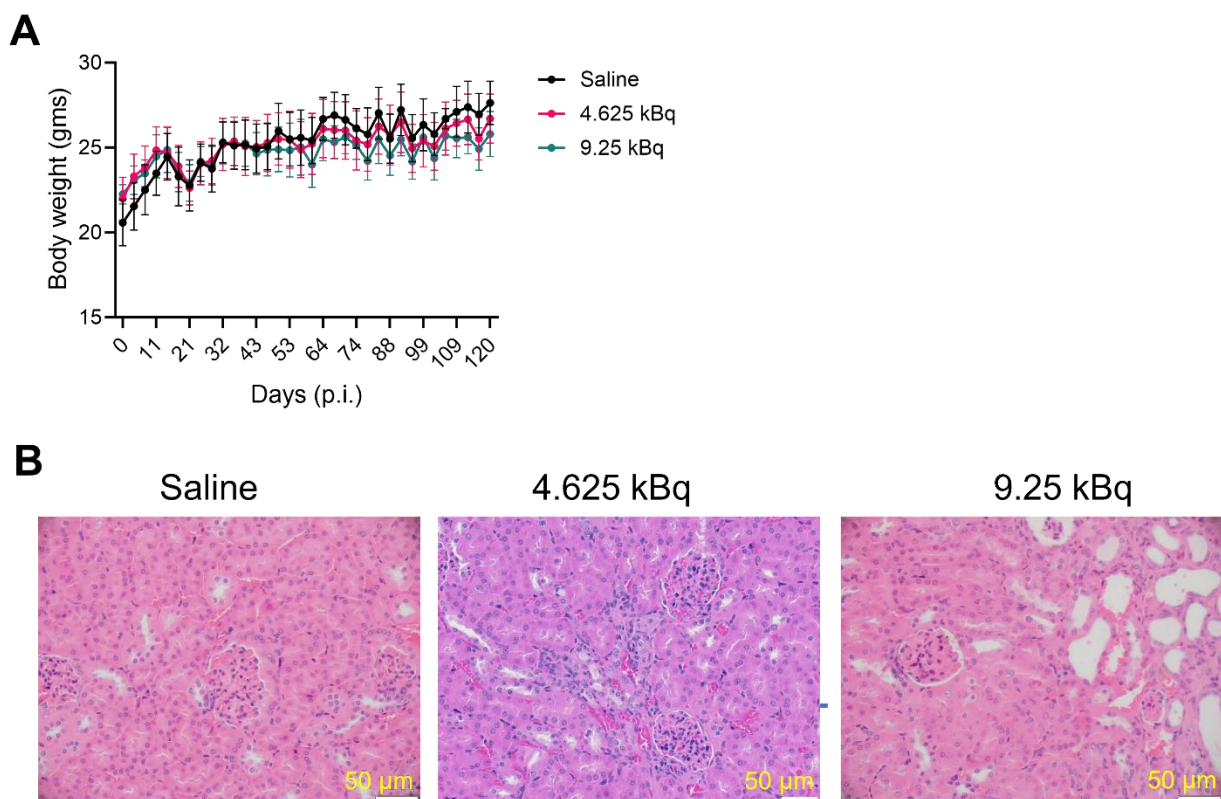 A
30
25
20
15
Body weight (gms)
0 11 21 32 43 53 64 74 88 99 109 120
Days (p.i.)
Saline
4.625 kBq
9.25 kBq
B
Saline 4.625 kBq 9.25 kBq
50 µm 50 µm 50 µm